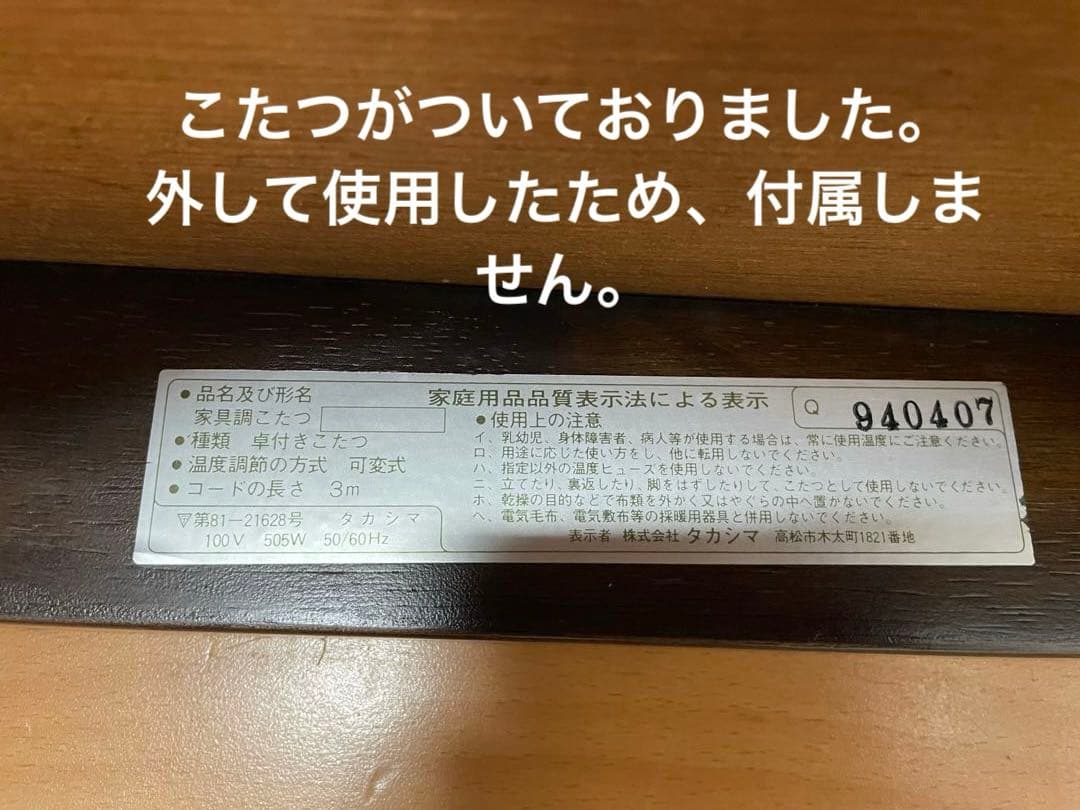 こたつがついておりました。
外して使用したため、付属しま
せん。
家庭用品品質表示法による表示
Q 940407
●品名及び形名
家具調こたつ
●種類 卓付きこたつ
●温度調節の方式 可変式
●コードの長さ 3m
▽第81-21628号 タカシマ
100V 505W 50/60Hz
●使用上の注意
イ、乳幼児、身体障害者、病人等が使用する場合は、常に使用温度にご注意ください。
ロ、用途に応じた使い方をし、他に転用しないでください。
ハ、指定以外の温度ヒューズを使用しないでください。
ニ、立てたり、裏返したり、脚をはずしたりして、こたつとして使用しないでください。
ホ、乾操の目的などで布類を外かく又はやぐらの中へ置かないでください。
ヘ、電気毛布、電気敷布等の採暖用器具と併用しないでください。
表示者 株式会社 タカシマ 高松市木太町1821番地